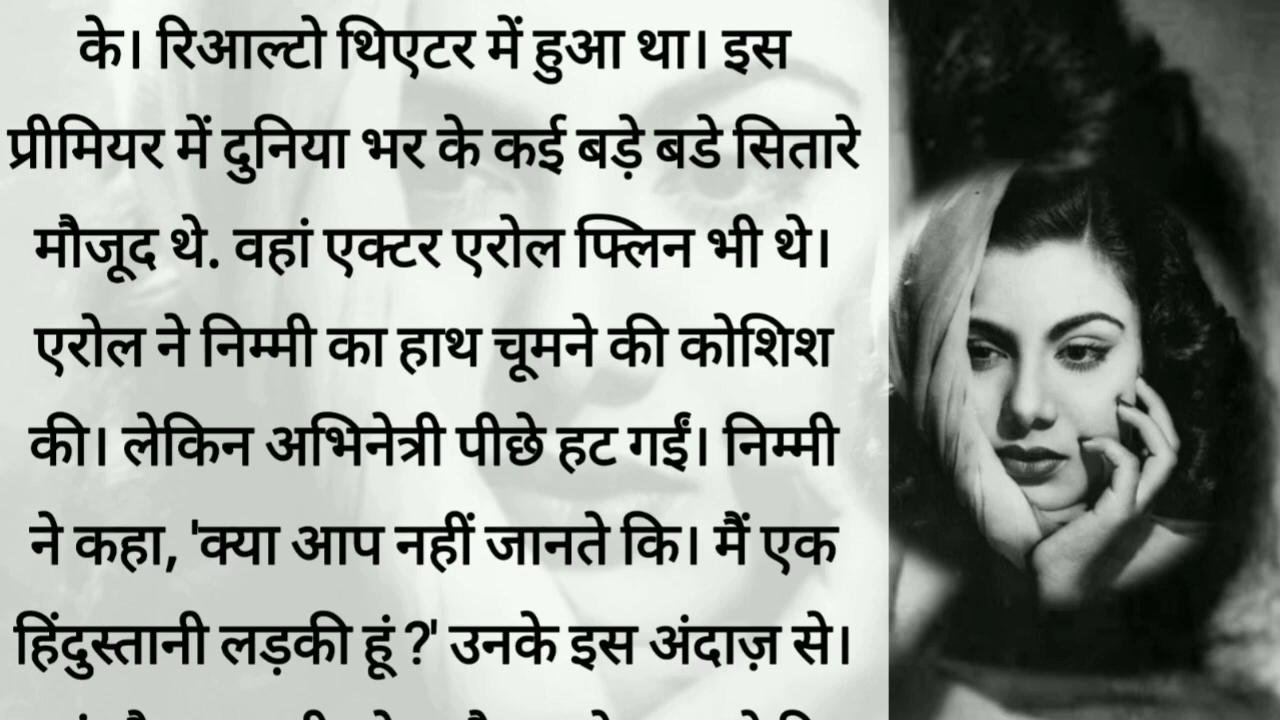 के। रिआल्टो थिएटर में हुआ था। इस
प्रीमियर में दुनिया भर के कई बड़े बडे सितारे
मौजूद थे. वहां एक्टर एरोल फ्लिन भी थे।
एरोल ने निम्मी का हाथ चूमने की कोशिश
की। लेकिन अभिनेत्री पीछे हट गईं। निम्मी
ने कहा, 'क्या आप नहीं जानते कि। मैं एक
हिंदुस्तानी लड़की हूं ?' उनके इस अंदाज़ से।